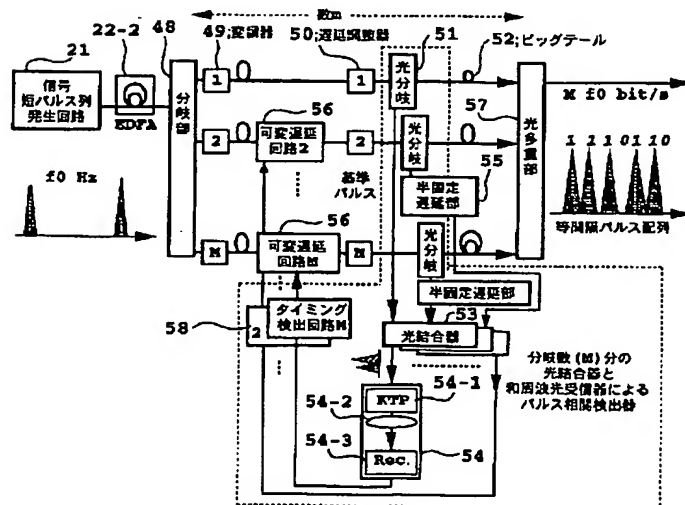 数m
48
49;変調器
50;遅延調整器
51
52;ピッグテール
21
22-2
信号
短パルス列
発生回路
EDFA
分岐部
1
1
光分岐
57
M f0 bit/s
56
2
可変遅延
回路2
2
光分岐
光多重部
55
半固定
遅延部
基準
パルス
f0 Hz
1 1 1 0 1 1 0
等間隔パルス配列
56
M
可変遅延
回路M
M
光分岐
半固定遅延部
58
2
タイミング
検出回路M
53
光結合器
分岐数(M)分の
光結合器と
和周波光受信器による
パルス相関検出器
54-2
KTP
54-1
54-3
Rec.
54